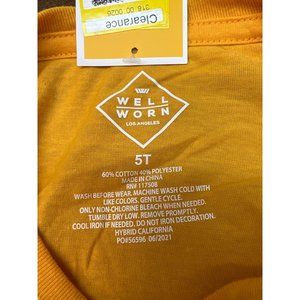 Clearance
WELL
WORN
LOS ANGELES
5T
60% COTTON 40% POLYESTER
MADE IN CHINA
RN# 117508
WASH BEFORE WEAR. MACHINE WASH COLD WITH
LIKE COLORS. GENTLE CYCLE.
ONLY NON-CHLORINE BLEACH WHEN NEEDED.
TUMBLE DRY LOW. REMOVE PROMPTLY.
COOL IRON IF NEEDED. DO NOT IRON DECORATION.
HYBRID CALIFORNIA
PO#56596 06/2021